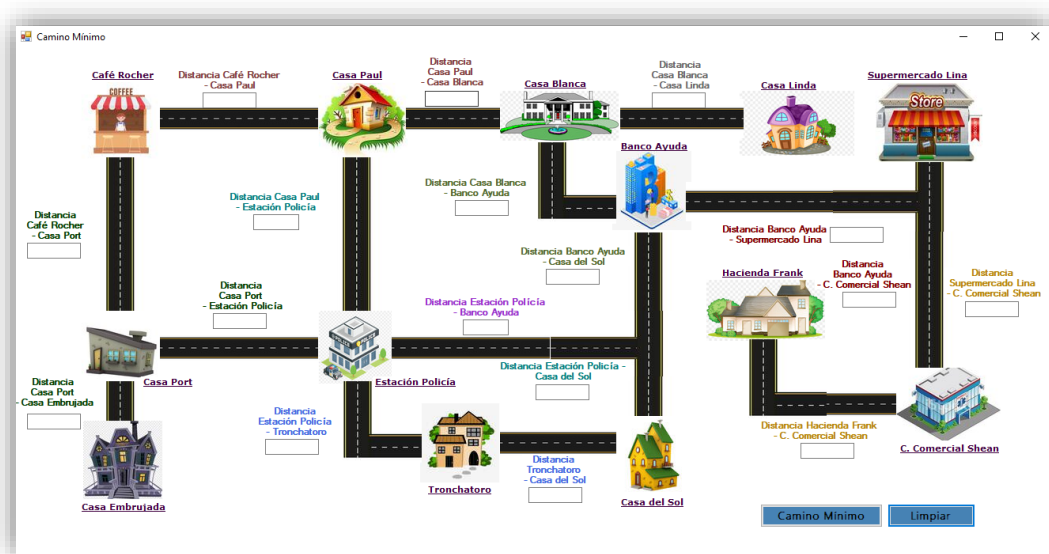 Camino Mínimo
Café Rocher
Distancia Café Rocher
- Casa Paul
Casa Paul
Distancia
Casa Paul
- Casa Blanca
Casa Blanca
Distancia
Casa Blanca
- Casa Linda
Casa Linda
Supermercado Lina
COFFEE
Store
Banco Ayuda
Distancia Casa Paul
- Estación Policía
Distancia Casa Blanca
- Banco Ayuda
Distancia
Café Rocher
- Casa Port
Distancia Banco Ayuda
- Supermercado Lina
Distancia Banco Ayuda
- Casa del Sol
Hacienda Frank
Distancia
Banco Ayuda
- C. Comercial Shean
Distancia
Supermercado Lina
- C. Comercial Shean
Distancia
Casa Port
- Estación Policía
Distancia Estación Policía
- Banco Ayuda
Casa Port
Estación Policía
Distancia Estación Policía -
Casa del Sol
Distancia
Casa Port
- Casa Embrujada
Distancia
Estación Policía
- Tronchatoro
Distancia Hacienda Frank
- C. Comercial Shean
C. Comercial Shean
Tronchatoro
Distancia
Tronchatoro
- Casa del Sol
Casa del Sol
Casa Embrujada
Camino Mínimo
Limpiar